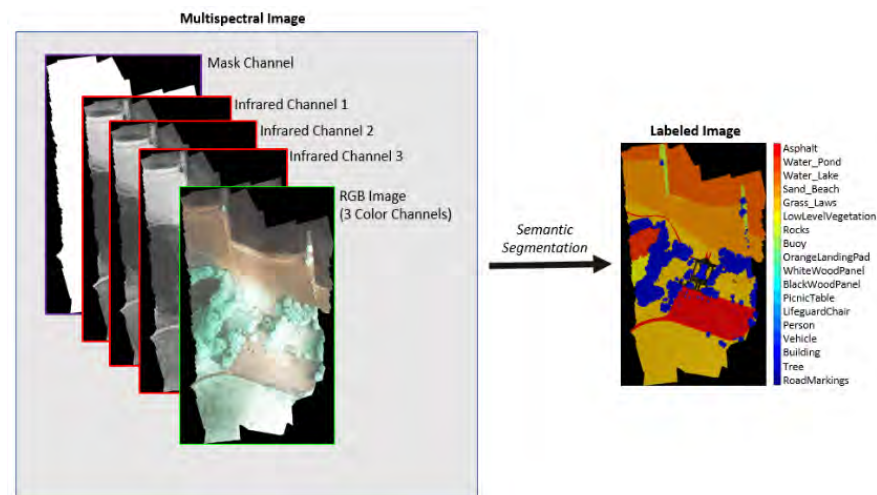 Multispectral Image
Mask Channel
Infrared Channel 1
Infrared Channel 2
Infrared Channel 3
RGB Image
(3 Color Channels)
Semantic
Segmentation
Labeled Image
Asphalt
Water_Pond
Water_Lake
Sand_Beach
Grass_Laws
LowLevelVegetation
Rocks
Buoy
OrangeLandingPad
WhiteWoodPanel
BlackWoodPanel
PicnicTable
LifeguardChair
Person
Vehicle
Building
Tree
RoadMarkings